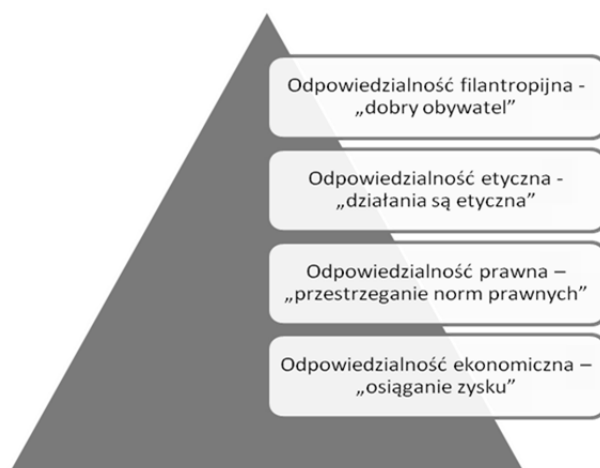 Odpowiedzialność filantropijna -
„dobry obywatel”
Odpowiedzialność etyczna -
„działania są etyczna”
Odpowiedzialność prawna –
„przestrzeganie norm prawnych”
Odpowiedzialność ekonomiczna –
„osiąganie zysku”